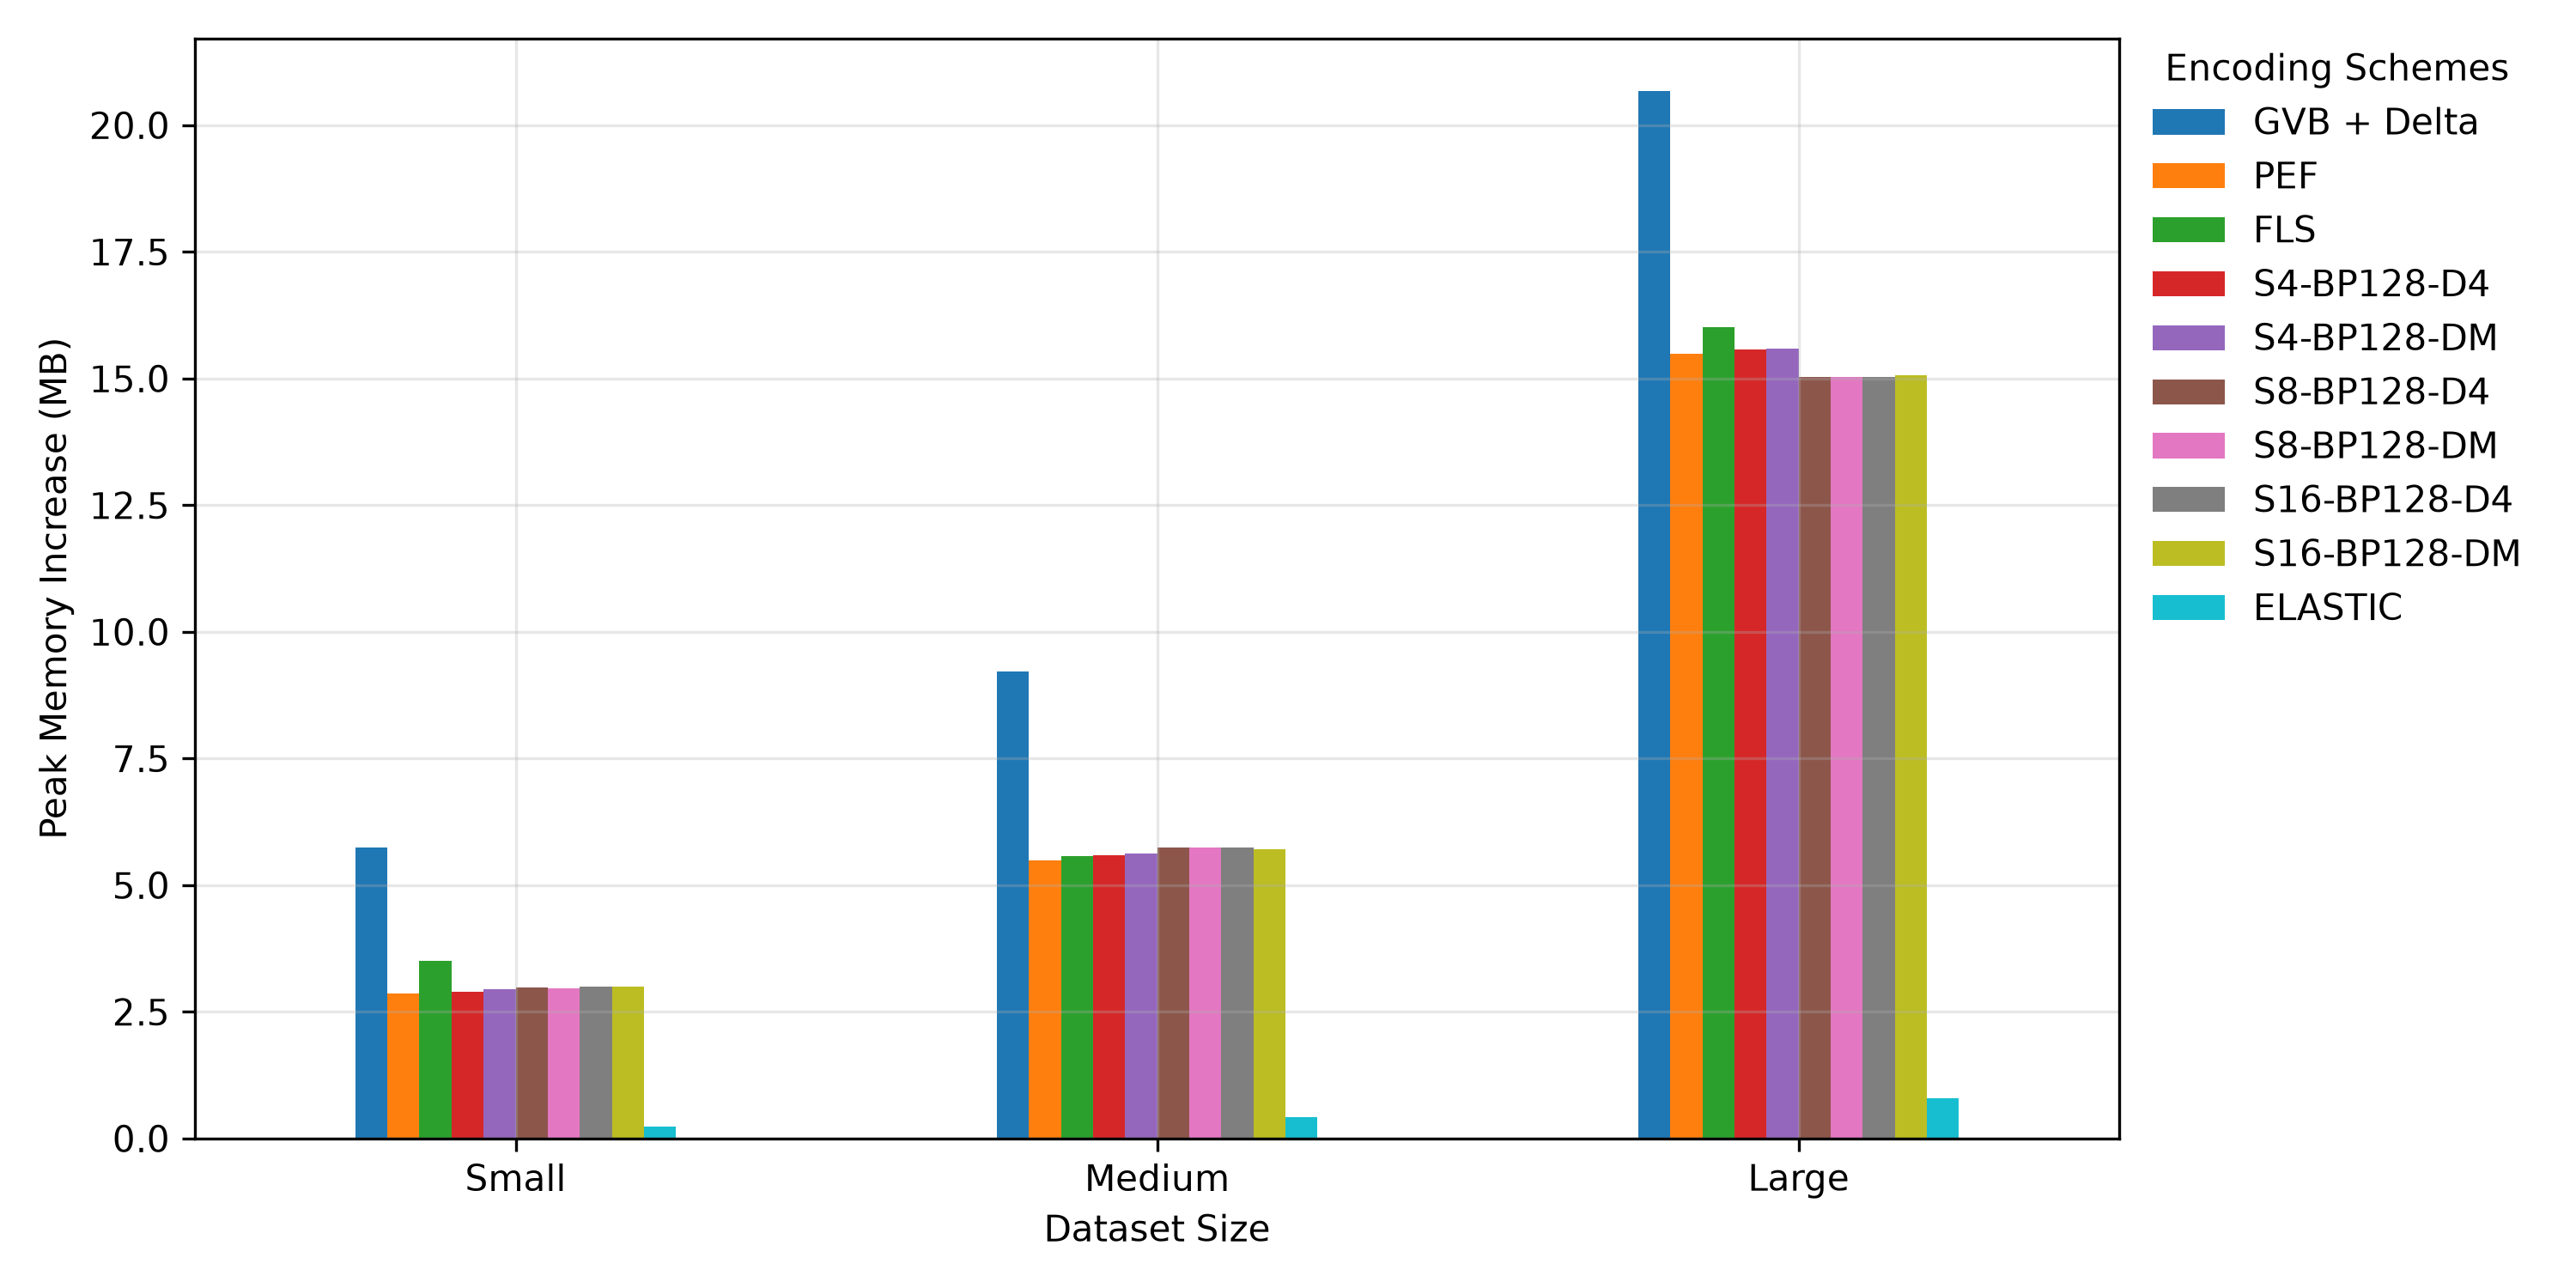 Peak Memory Increase (MB)
20.0
17.5
15.0
12.5
10.0
7.5
5.0
2.5
0.0
Small
Medium
Large
Dataset Size
Encoding Schemes
GVB + Delta
PEF
FLS
S4-BP128-D4
S4-BP128-DM
S8-BP128-D4
S8-BP128-DM
S16-BP128-D4
S16-BP128-DM
ELASTIC